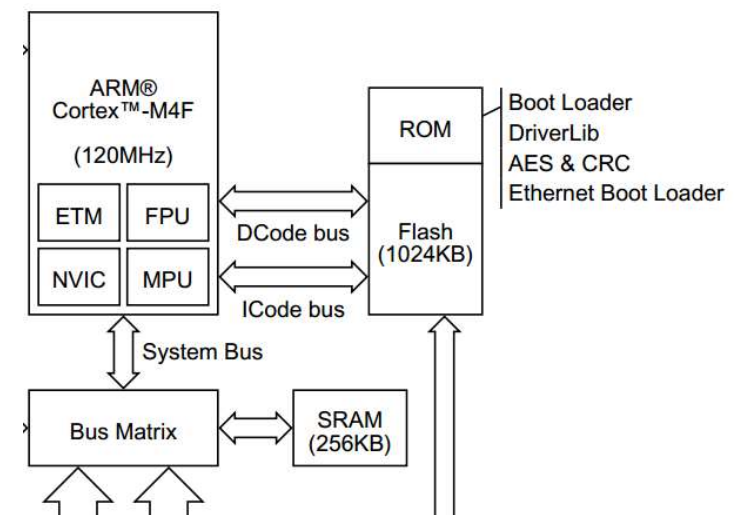 ARM®
Cortex™-M4F
(120MHz)
ETM
FPU
NVIC
MPU
DCode bus
ICode bus
ROM
Flash
(1024KB)
Boot Loader
DriverLib
AES & CRC
Ethernet Boot Loader
System Bus
Bus Matrix
SRAM
(256KB)